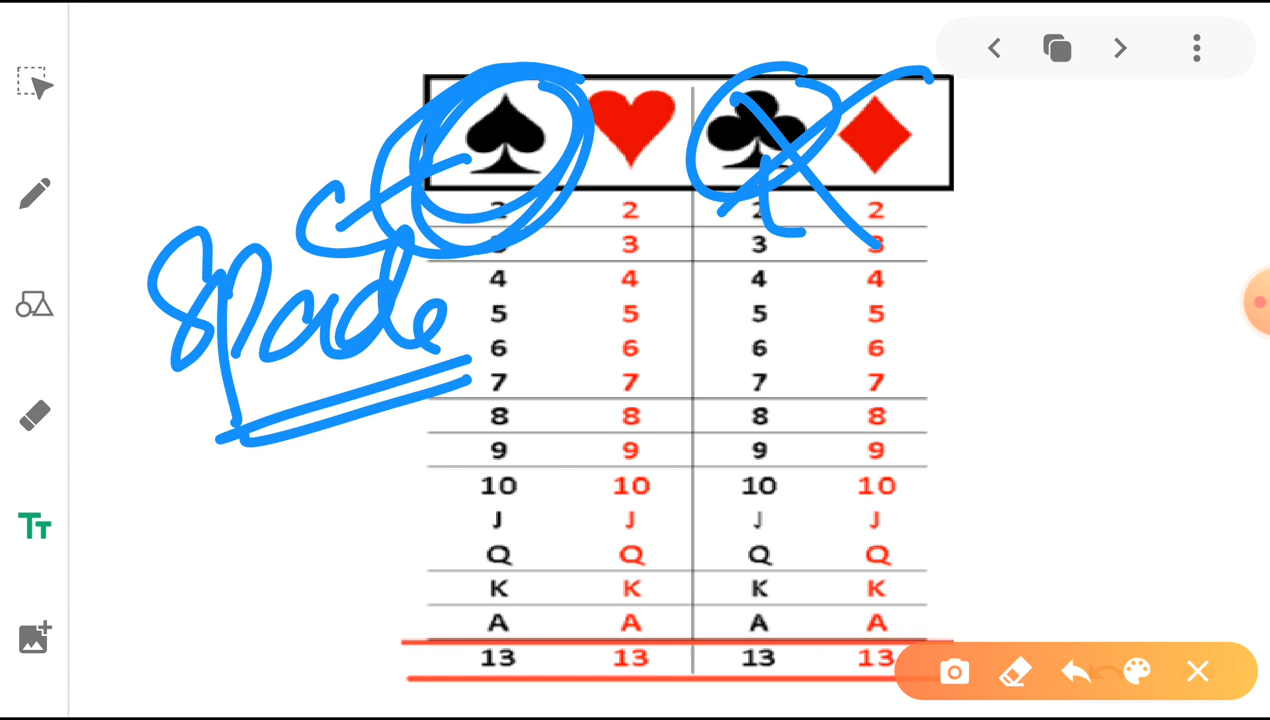 Spade
2 2 2 2
3 3 3
4 4 4 4
5 5 5 5
6 6 6 6
7 7 7 7
8 8 8 8
9 9 9 9
10 10 10 10
J J J J
Q Q Q Q
K K K K
A A A A
13 13 13 13
TT